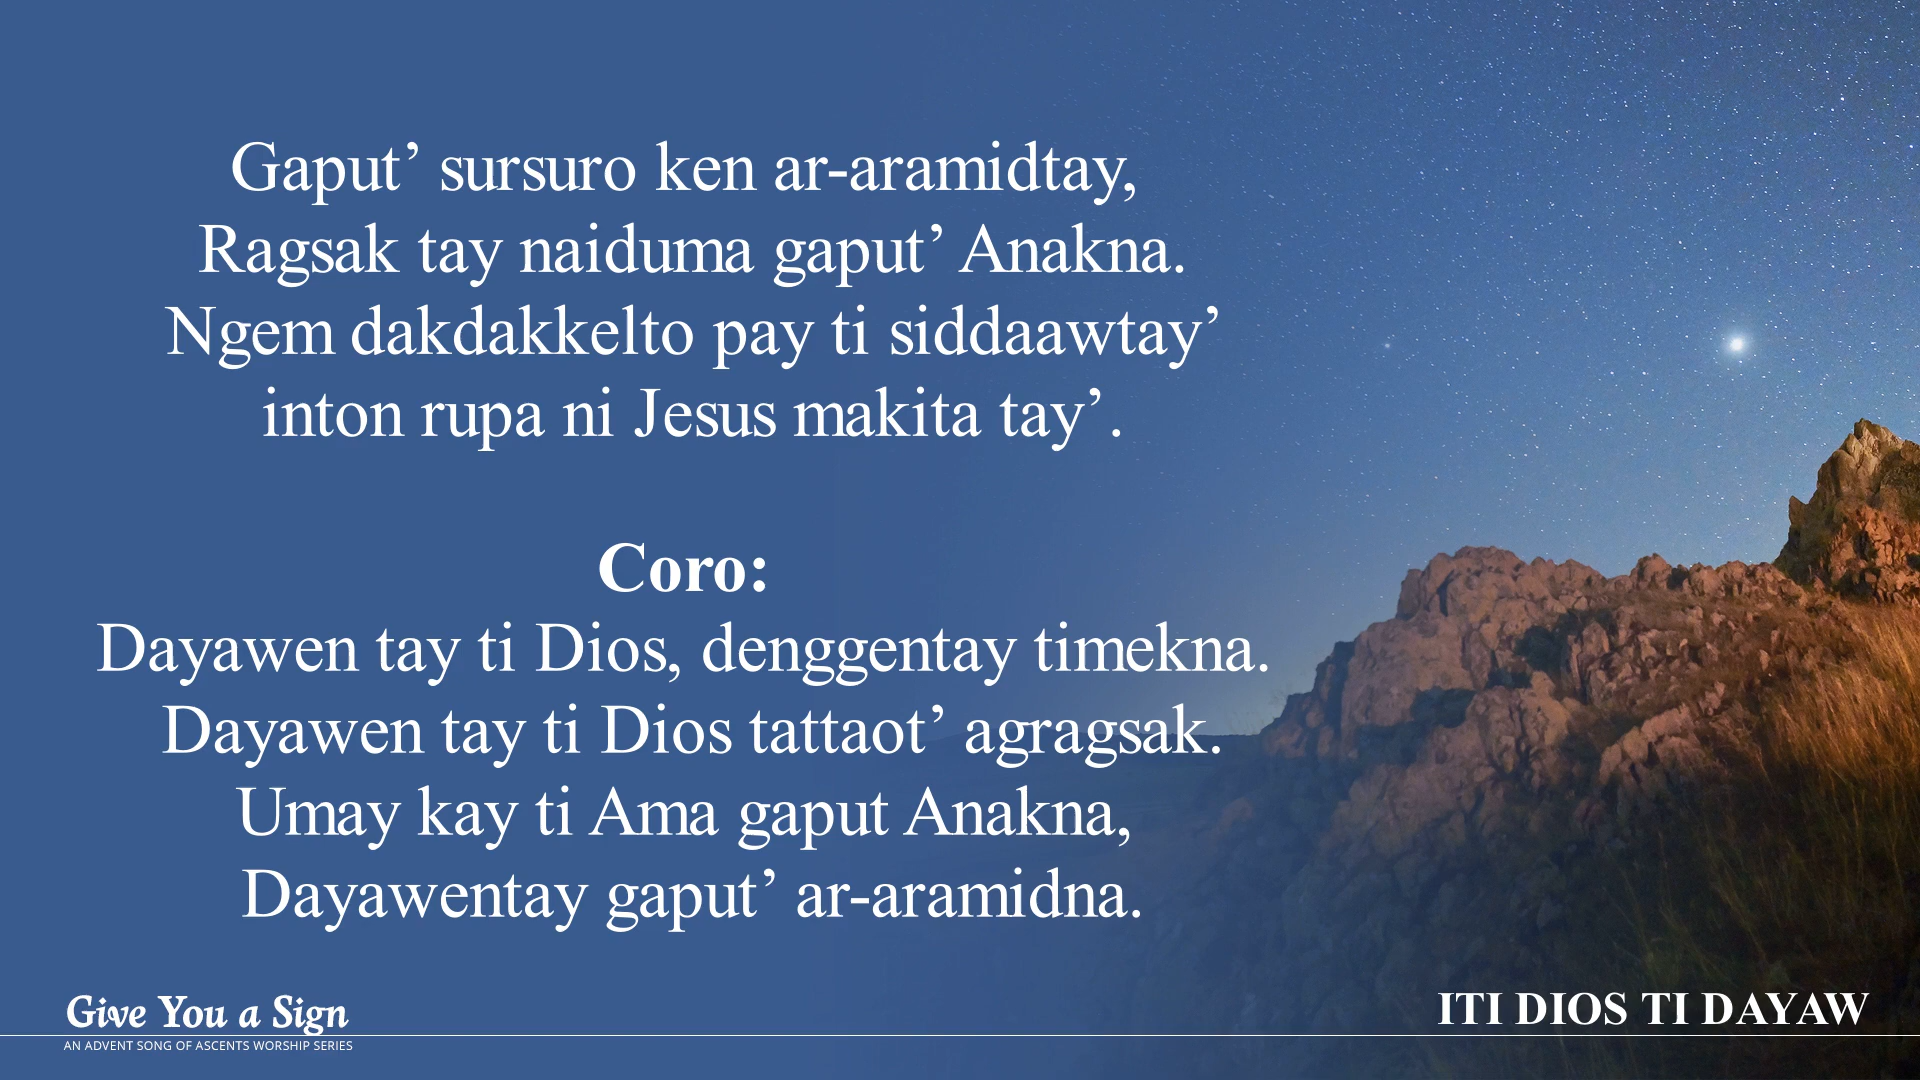 Gaput’ sursuro ken ar-aramidtay,
Ragsak tay naiduma gaput’ Anakna.
Ngem dakdakkelto pay ti siddaawtay’
inton rupa ni Jesus makita tay’.
Coro:
Dayawen tay ti Dios, denggentay timekna.
Dayawen tay ti Dios tattaot’ agragsak.
Umay kay ti Ama gaput Anakna,
Dayawentay gaput’ ar-aramidna.
Give You a Sign
AN ADVENT SONG OF ASCENTS WORSHIP SERIES
ITI DIOS TI DAYAW